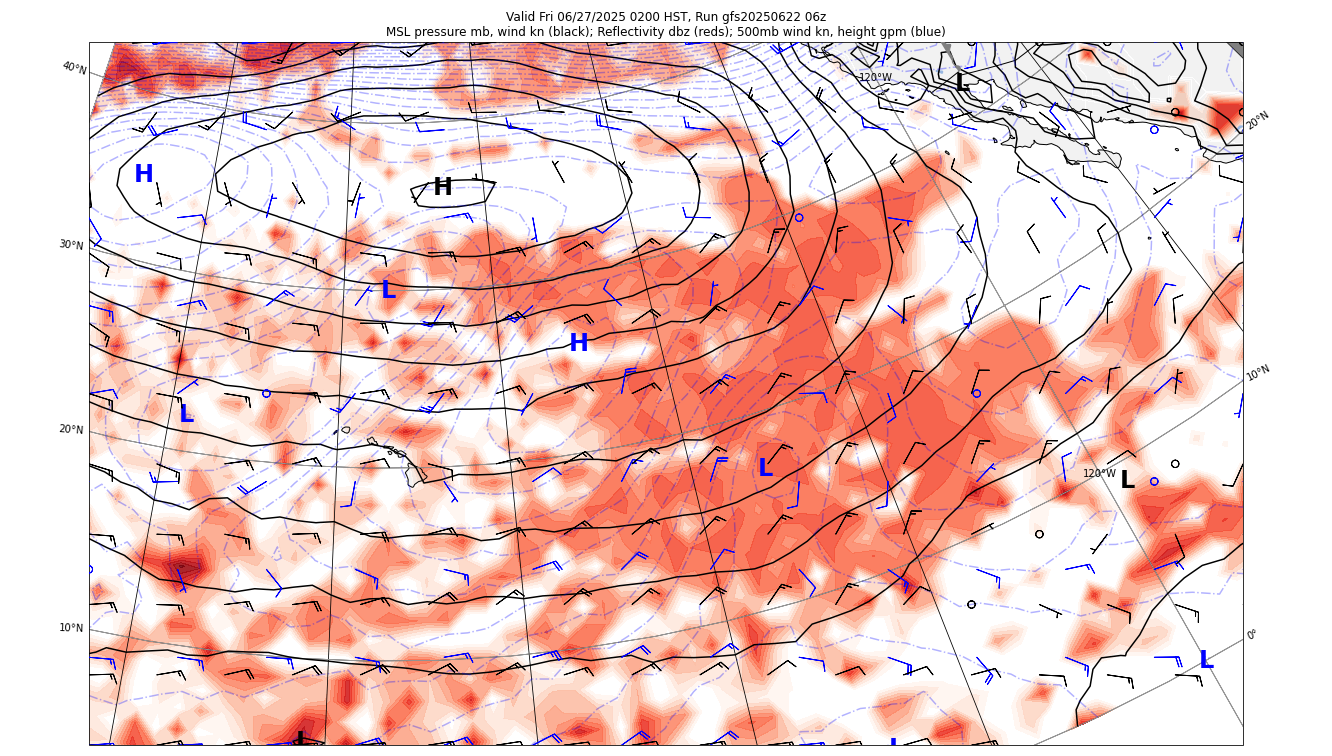 Valid Fri 06/27/2025 0200 HST, Run gfs20250622 06z
MSL pressure mb, wind kn (black); Reflectivity dbz (reds); 500mb wind kn, height gpm (blue)
40°N
120°W
L
20°N
H
H
30°N
L
H
10°N
L
20°N
L
120°W
L
10°N
0°
L
L
L